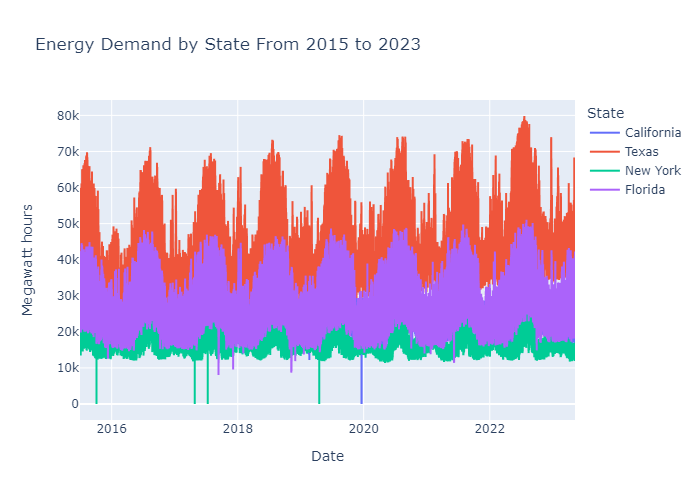 Energy Demand by State From 2015 to 2023
State
California
Texas
New York
Florida
80k
70k
60k
50k
40k
30k
20k
10k
0
Megawatt hours
2016
2018
2020
2022
Date